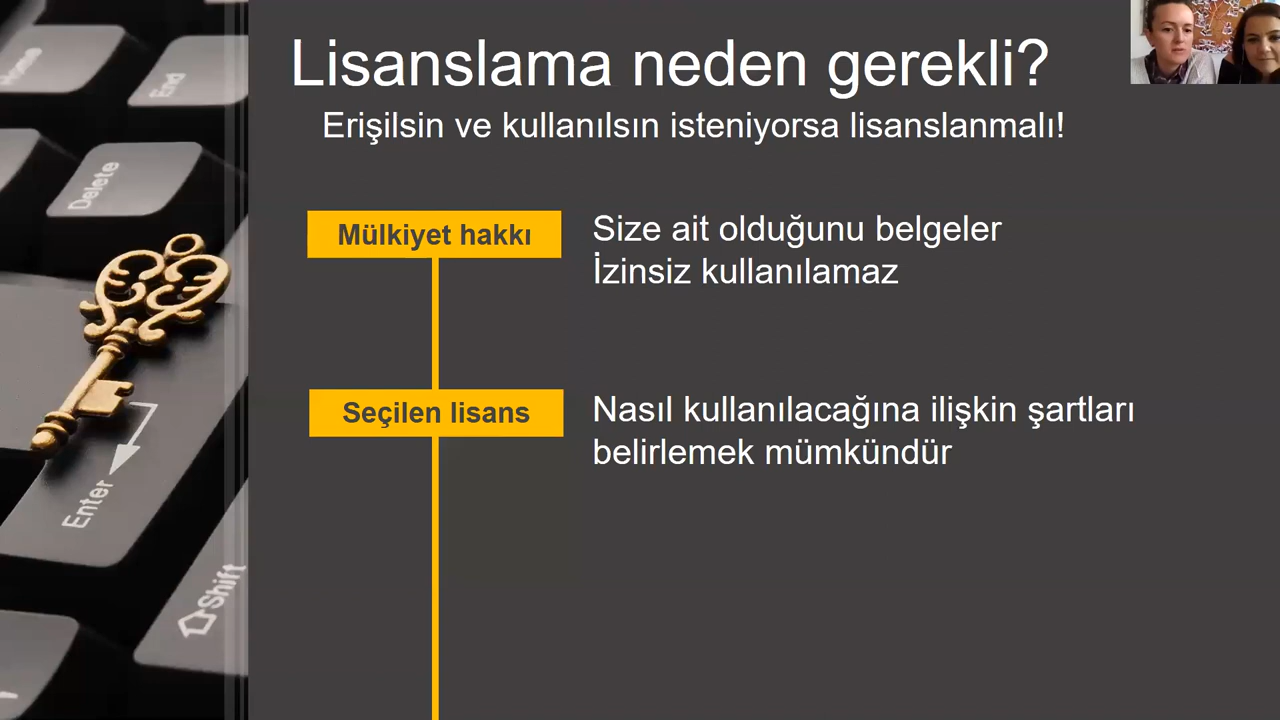 Lisanslama neden gerekli?
Erişilsin ve kullanılsın isteniyorsa lisanslanmalı!
Mülkiyet hakkı
Size ait olduğunu belgeler
İzinsiz kullanılamaz
Seçilen lisans
Nasıl kullanılacağına ilişkin şartları
belirlemek mümkündür
Home
End
Delete
Enter
Shift